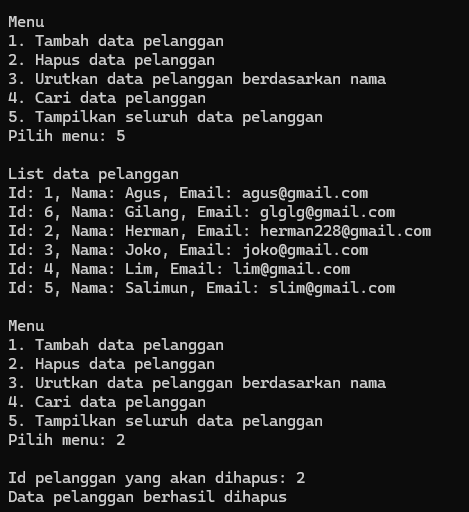 Menu
1. Tambah data pelanggan
2. Hapus data pelanggan
3. Urutkan data pelanggan berdasarkan nama
4. Cari data pelanggan
5. Tampilkan seluruh data pelanggan
Pilih menu: 5
List data pelanggan
Id: 1, Nama: Agus, Email: agus@gmail.com
Id: 6, Nama: Gilang, Email: glglg@gmail.com
Id: 2, Nama: Herman, Email: herman228@gmail.com
Id: 3, Nama: Joko, Email: joko@gmail.com
Id: 4, Nama: Lim, Email: lim@gmail.com
Id: 5, Nama: Salimun, Email: slim@gmail.com
Menu
1. Tambah data pelanggan
2. Hapus data pelanggan
3. Urutkan data pelanggan berdasarkan nama
4. Cari data pelanggan
5. Tampilkan seluruh data pelanggan
Pilih menu: 2
Id pelanggan yang akan dihapus: 2
Data pelanggan berhasil dihapus